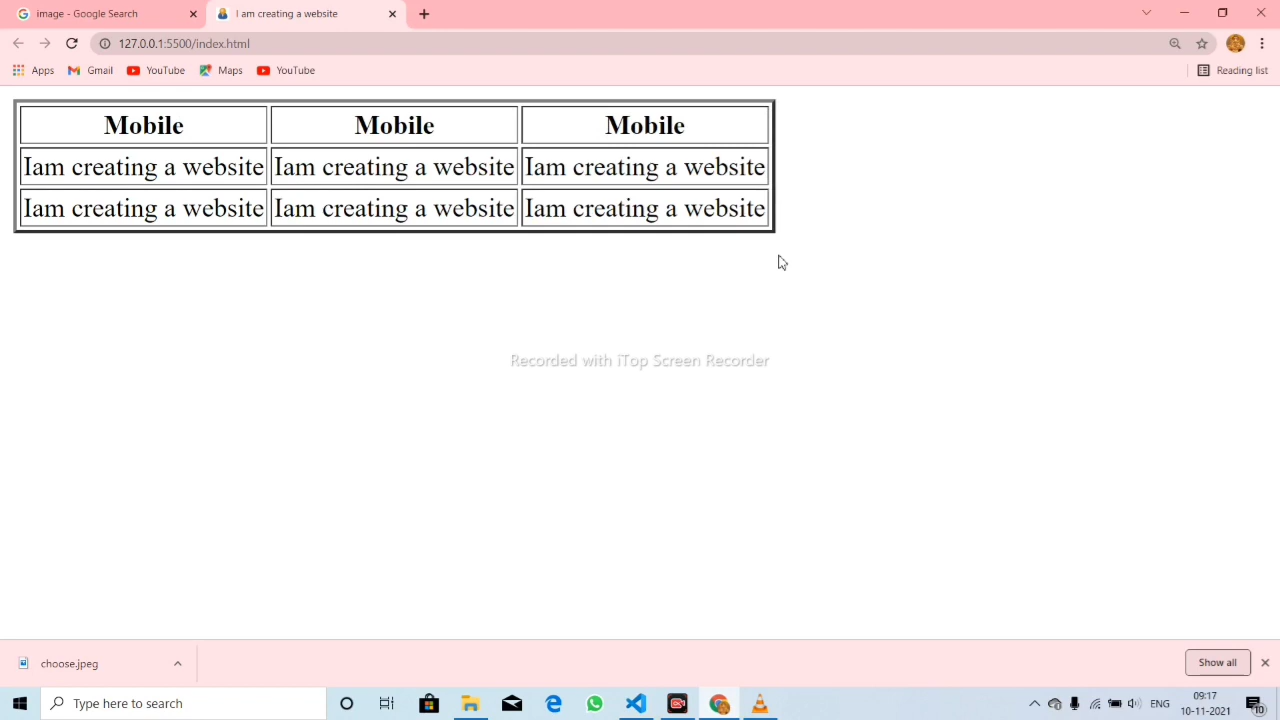 image - Google Search
I am creating a website
127.0.0.1:5500/index.html
Apps Gmail YouTube Maps YouTube Reading list
Mobile Mobile Mobile
Iam creating a website Iam creating a website Iam creating a website
Iam creating a website Iam creating a website Iam creating a website
Recorded with iTop Screen Recorder
choose.jpeg
Show all
Type here to search
ENG
09:17
10-11-2021
10